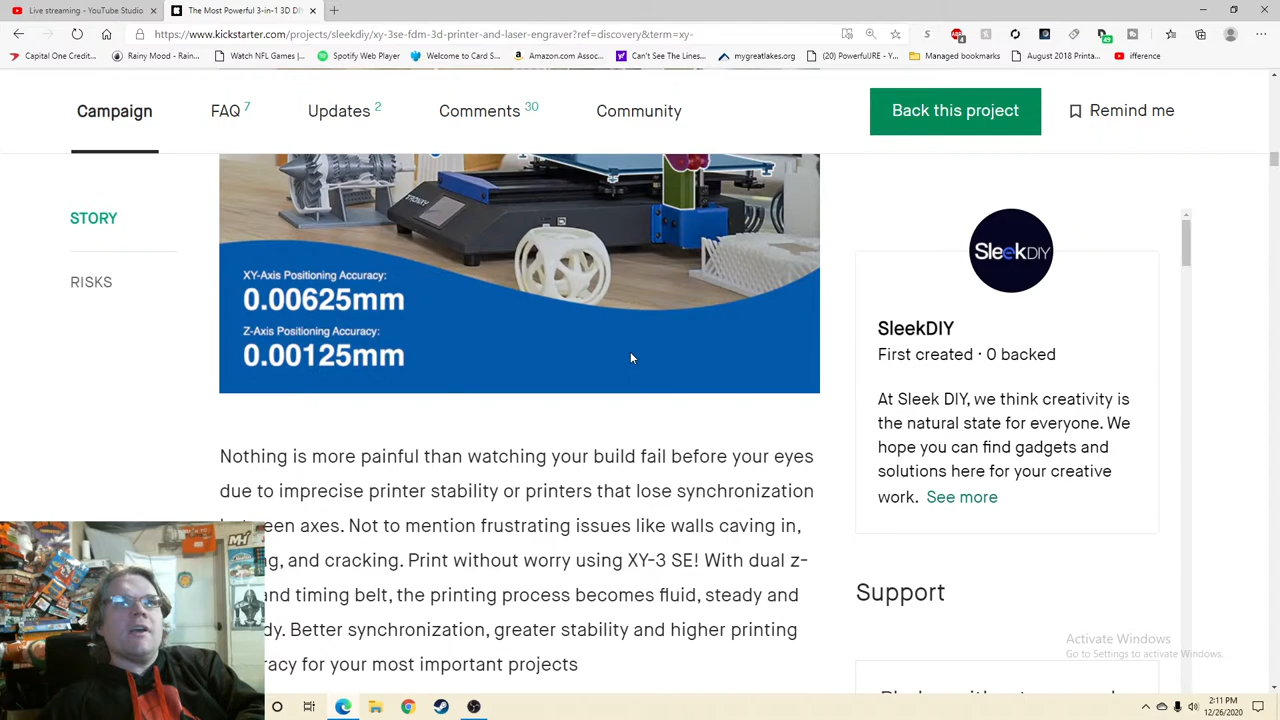 Live streaming - YouTube Studio
The Most Powerful 3-in-1 3D DI
https://www.kickstarter.com/projects/sleekdiy/xy-3se-fdm-3d-printer-and-laser-engraver?ref=discovery&term=xy-
Capital One Credit...
Rainy Mood - Rain...
Watch NFL Games |...
Spotify Web Player
Welcome to Card S...
Amazon.com Assoc...
Can't See The Lines...
mygreatlakes.org
(20) PowerfulJRE - Y...
Managed bookmarks
August 2018 Printa...
ifference
Campaign
FAQ 7
Updates 2
Comments 30
Community
Back this project
Remind me
STORY
RISKS
XY-Axis Positioning Accuracy:
0.00625mm
Z-Axis Positioning Accuracy:
0.00125mm
SleekDIY
SleekDIY
First created · 0 backed
At Sleek DIY, we think creativity is
the natural state for everyone. We
hope you can find gadgets and
solutions here for your creative
work. See more
Support
Nothing is more painful than watching your build fail before your eyes
due to imprecise printer stability or printers that lose synchronization
een axes. Not to mention frustrating issues like walls caving in,
g, and cracking. Print without worry using XY-3 SE! With dual z-
and timing belt, the printing process becomes fluid, steady and
dy. Better synchronization, greater stability and higher printing
racy for your most important projects
Activate Windows
Go to Settings to activate Windows.
2:11 PM
12/26/2020